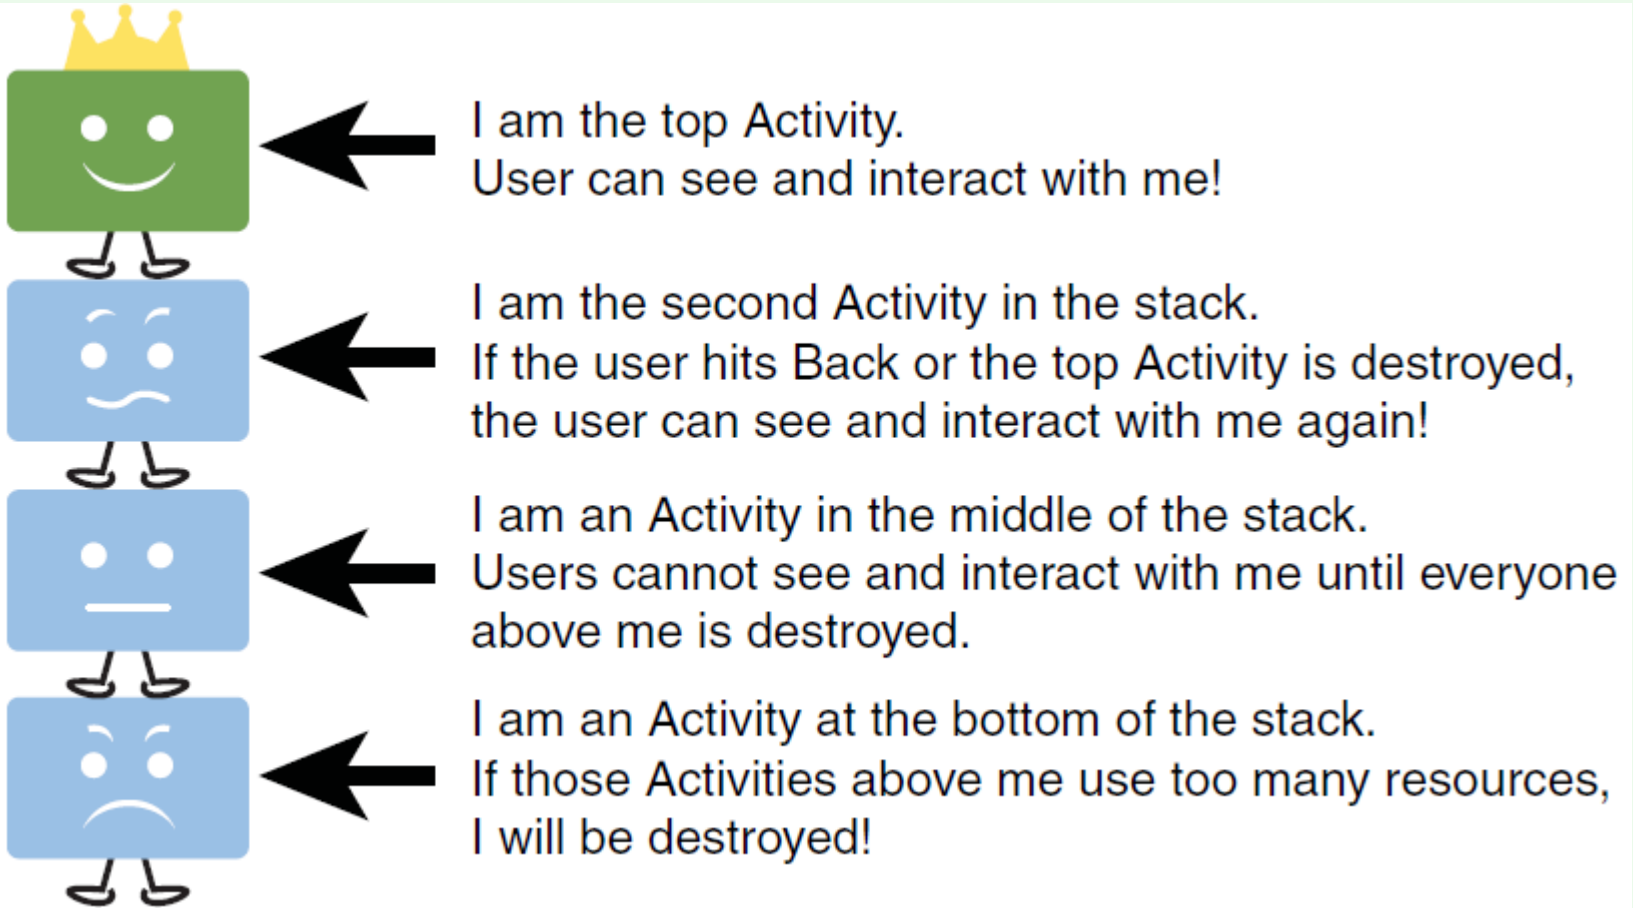 I am the top Activity.
User can see and interact with me!
I am the second Activity in the stack.
If the user hits Back or the top Activity is destroyed,
the user can see and interact with me again!
I am an Activity in the middle of the stack.
Users cannot see and interact with me until everyone
above me is destroyed.
I am an Activity at the bottom of the stack.
If those Activities above me use too many resources,
I will be destroyed!